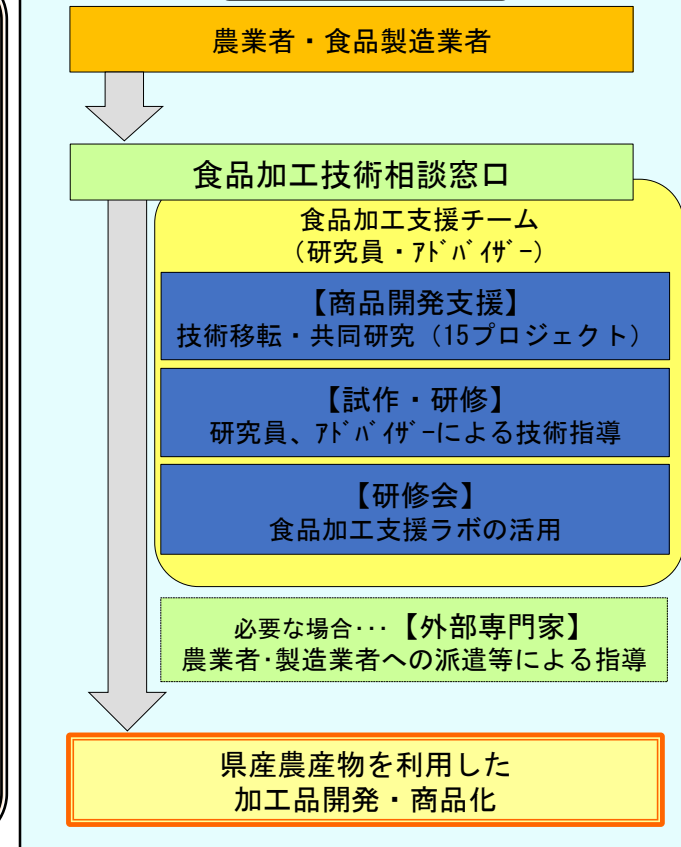 農業者・食品製造業者
食品加工技術相談窓口
食品加工支援チーム
（研究員・ｱﾄﾞﾊﾞｲｻﾞｰ）
【商品開発支援】
技術移転・共同研究（15プロジェクト）
【試作・研修】
研究員、ｱﾄﾞﾊﾞｲｻﾞｰによる技術指導
【研修会】
食品加工支援ラボの活用
必要な場合…【外部専門家】
農業者･製造業者への派遣等による指導
県産農産物を利用した
加工品開発・商品化